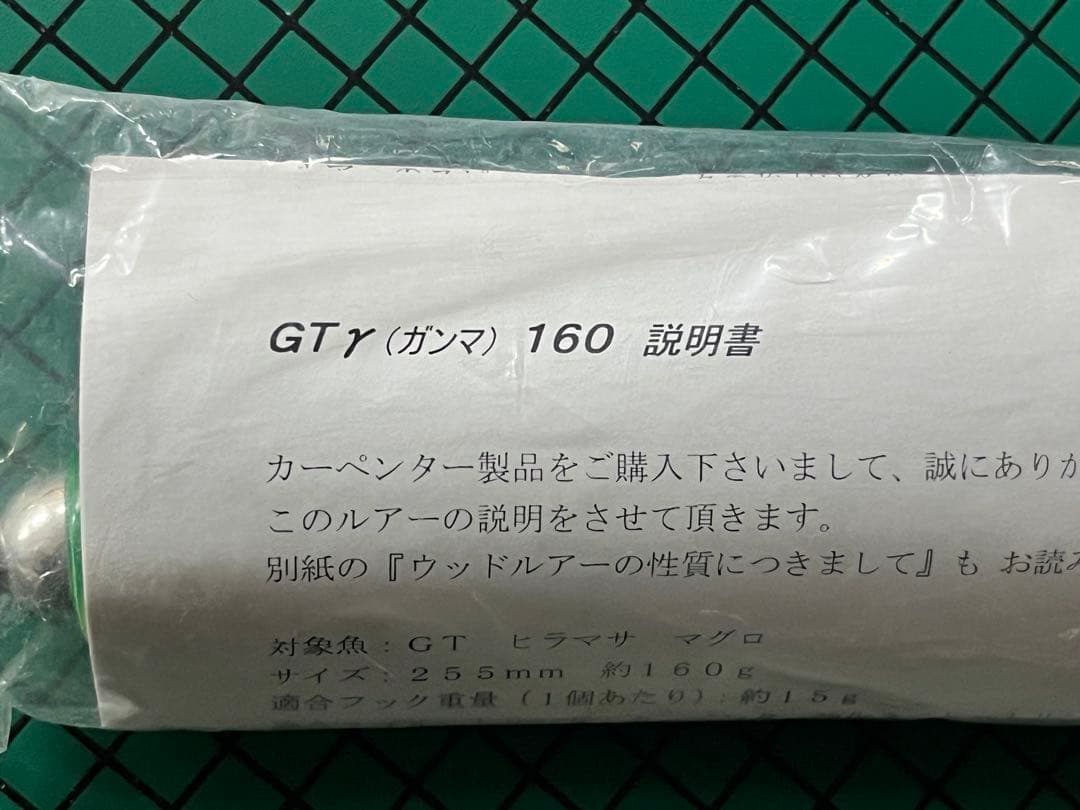 GTγ(ガンマ) 160 説明書
カーペンター製品をご購入下さいまして、誠にありか
このルアーの説明をさせて頂きます。
別紙の『ウッドルアーの性質につきまして』も お読み
対象魚：GT ヒラマサ マグロ
サイズ：255mm 約160g
適合フック重量（1個あたり）：約15g